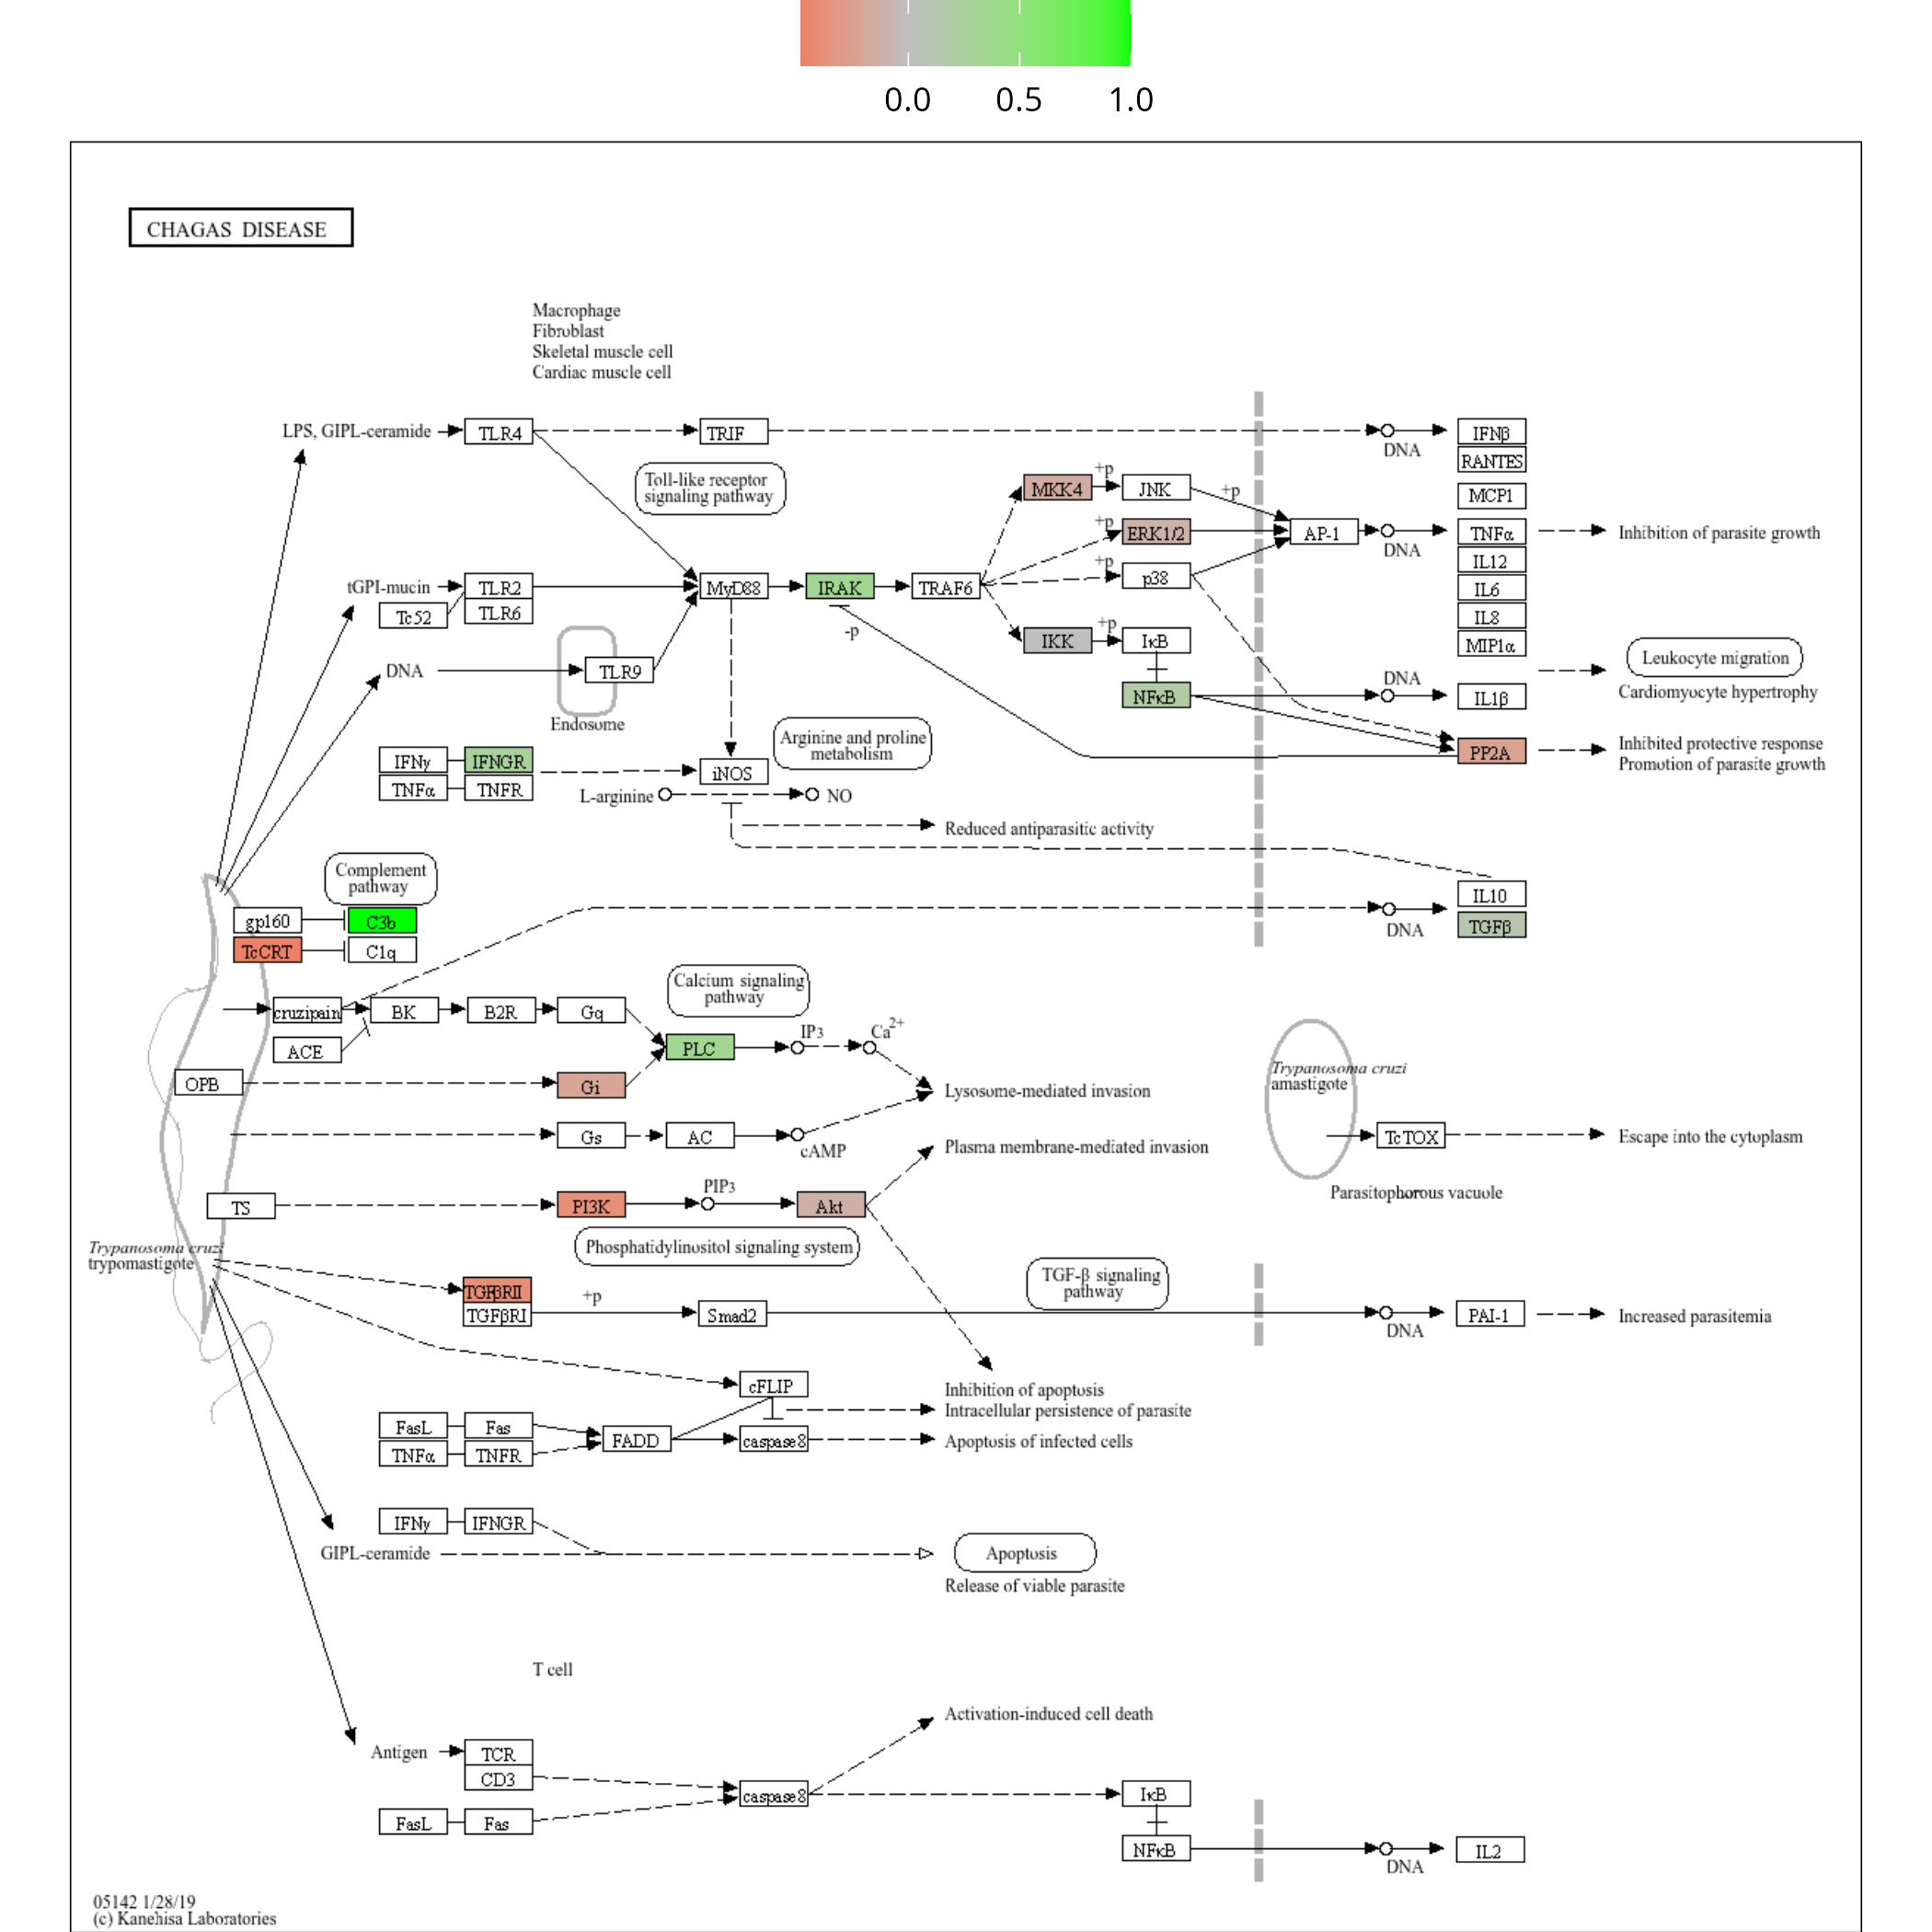 0.0 0.5 1.0
CHAGAS DISEASE
Macrophage
Fibroblast
Skeletal muscle cell
Cardiac muscle cell
LPS, GIPL-ceramide
TLR4
TRIF
DNA
IFNβ
RANTES
MCP1
Toll-like receptor
signaling pathway
MKK4
+p
JNK
+p
+p
ERK1/2
AP-1
DNA
TNFα
Inhibition of parasite growth
+p
p38
IL12
IL6
IL8
MIP1α
tGPI-mucin
TLR2
MyD88
IRAK
TRAF6
Tc52
TLR6
-p
IKK
+p
IκB
Leukocyte migration
Cardiomyocyte hypertrophy
DNA
TLR9
Endosome
NFκB
DNA
IL1β
Arginine and proline
metabolism
PP2A
Inhibited protective response
Promotion of parasite growth
IFNγ
IFNGR
TNFα
TNFR
iNOS
L-arginine
NO
Reduced antiparasitic activity
Complement
pathway
gp160
C3b
TcCRT
C1q
DNA
IL10
TGFβ
Calcium signaling
pathway
cruzipain
BK
B2R
Gq
ACE
PLC
IP3
Ca2+
OPB
Gi
Lysosome-mediated invasion
Trypanosoma cruzi
amastigote
Gs
AC
cAMP
Plasma membrane-mediated invasion
TcTOX
Escape into the cytoplasm
Parasitophorous vacuole
TS
PI3K
PIP3
Akt
Phosphatidylinositol signaling system
Trypanosoma cruzi
trypomastigote
TGFβRII
TGFβRI
+p
Smad2
TGF-β signaling
pathway
DNA
PAI-1
Increased parasitemia
cFLIP
Inhibition of apoptosis
Intracellular persistence of parasite
FasL
Fas
FADD
caspase8
Apoptosis of infected cells
TNFα
TNFR
IFNγ
IFNGR
GIPL-ceramide
Apoptosis
Release of viable parasite
T cell
Activation-induced cell death
Antigen
TCR
CD3
caspase8
IκB
FasL
Fas
NFκB
DNA
IL2
05142 1/28/19
(c) Kanehisa Laboratories